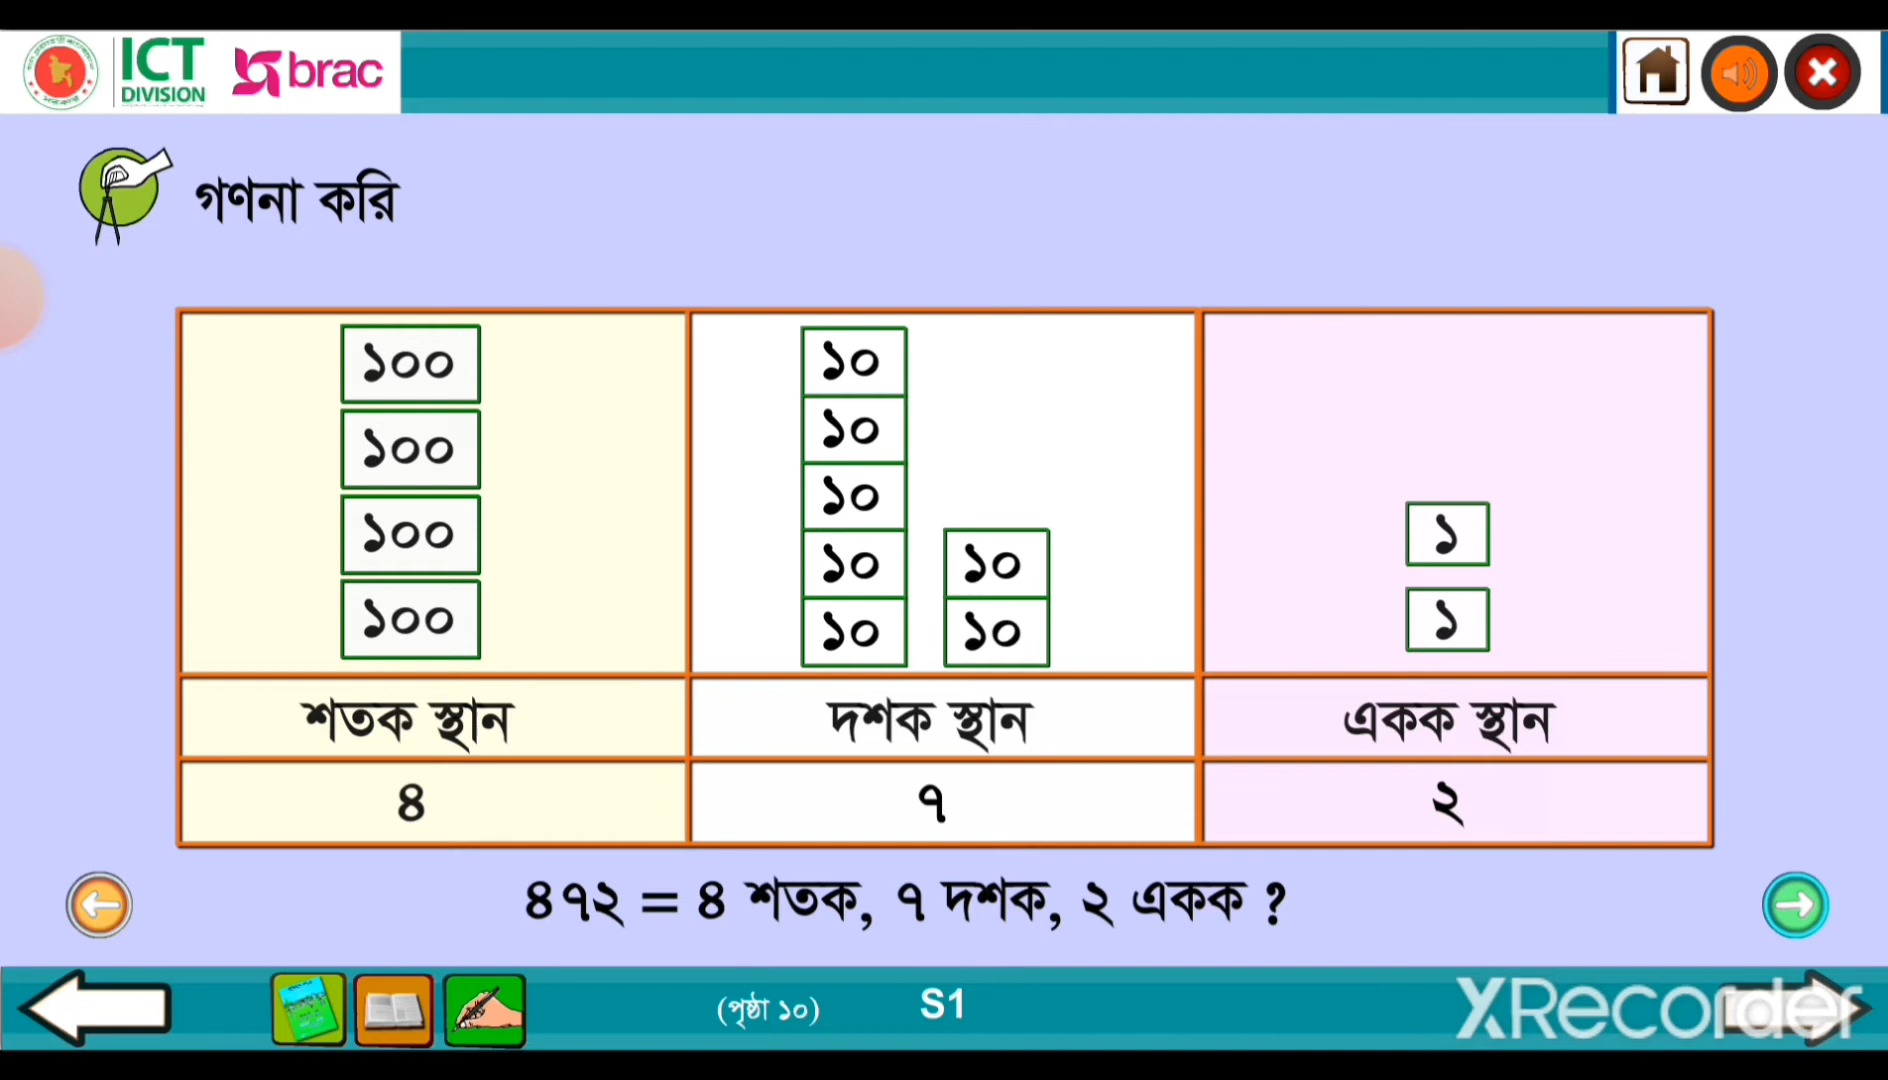 ICT
DIVISION
brac
গণনা করি
১০০
১০০
১০০
১০০
১০
১০
১০
১০
১০
১০
১০
১
১
শতক স্থান দশক স্থান একক স্থান
৪ ৭ ২
৪৭২ = ৪ শতক, ৭ দশক, ২ একক ?
(পৃষ্ঠা ১০) S1
XRecorder